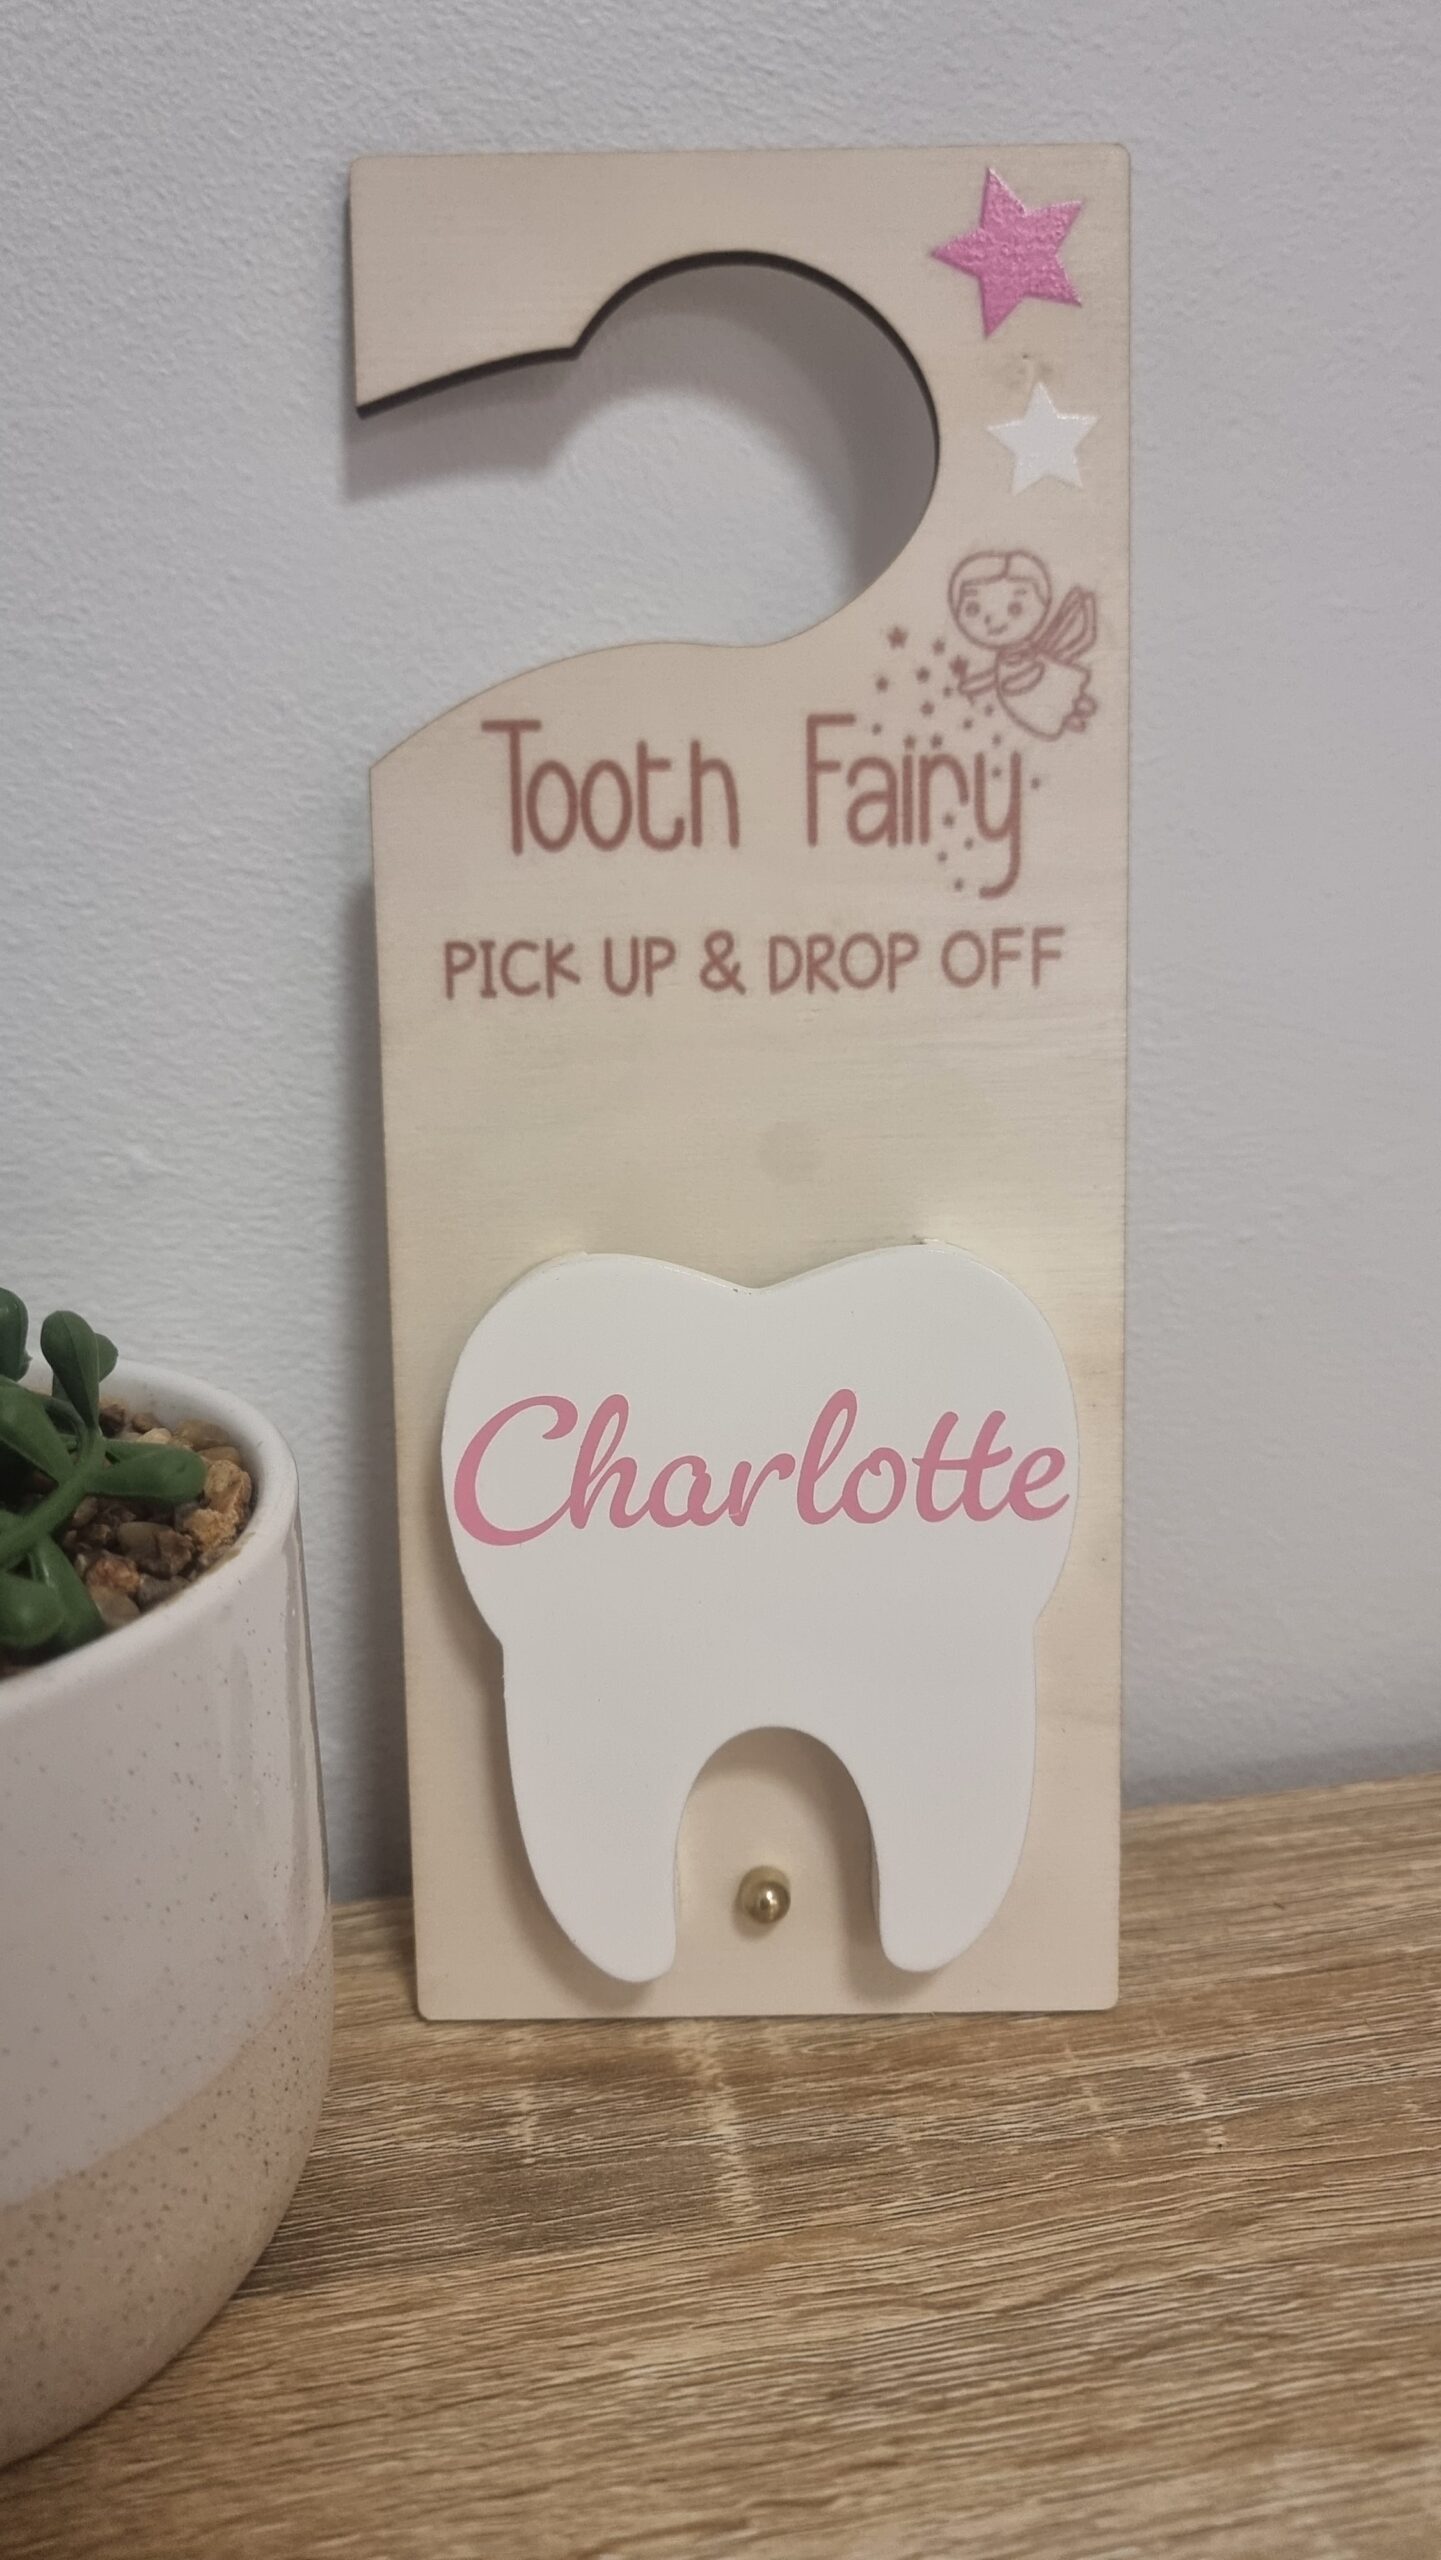 Tooth Fairy
PICK UP & DROP OFF
Charlotte